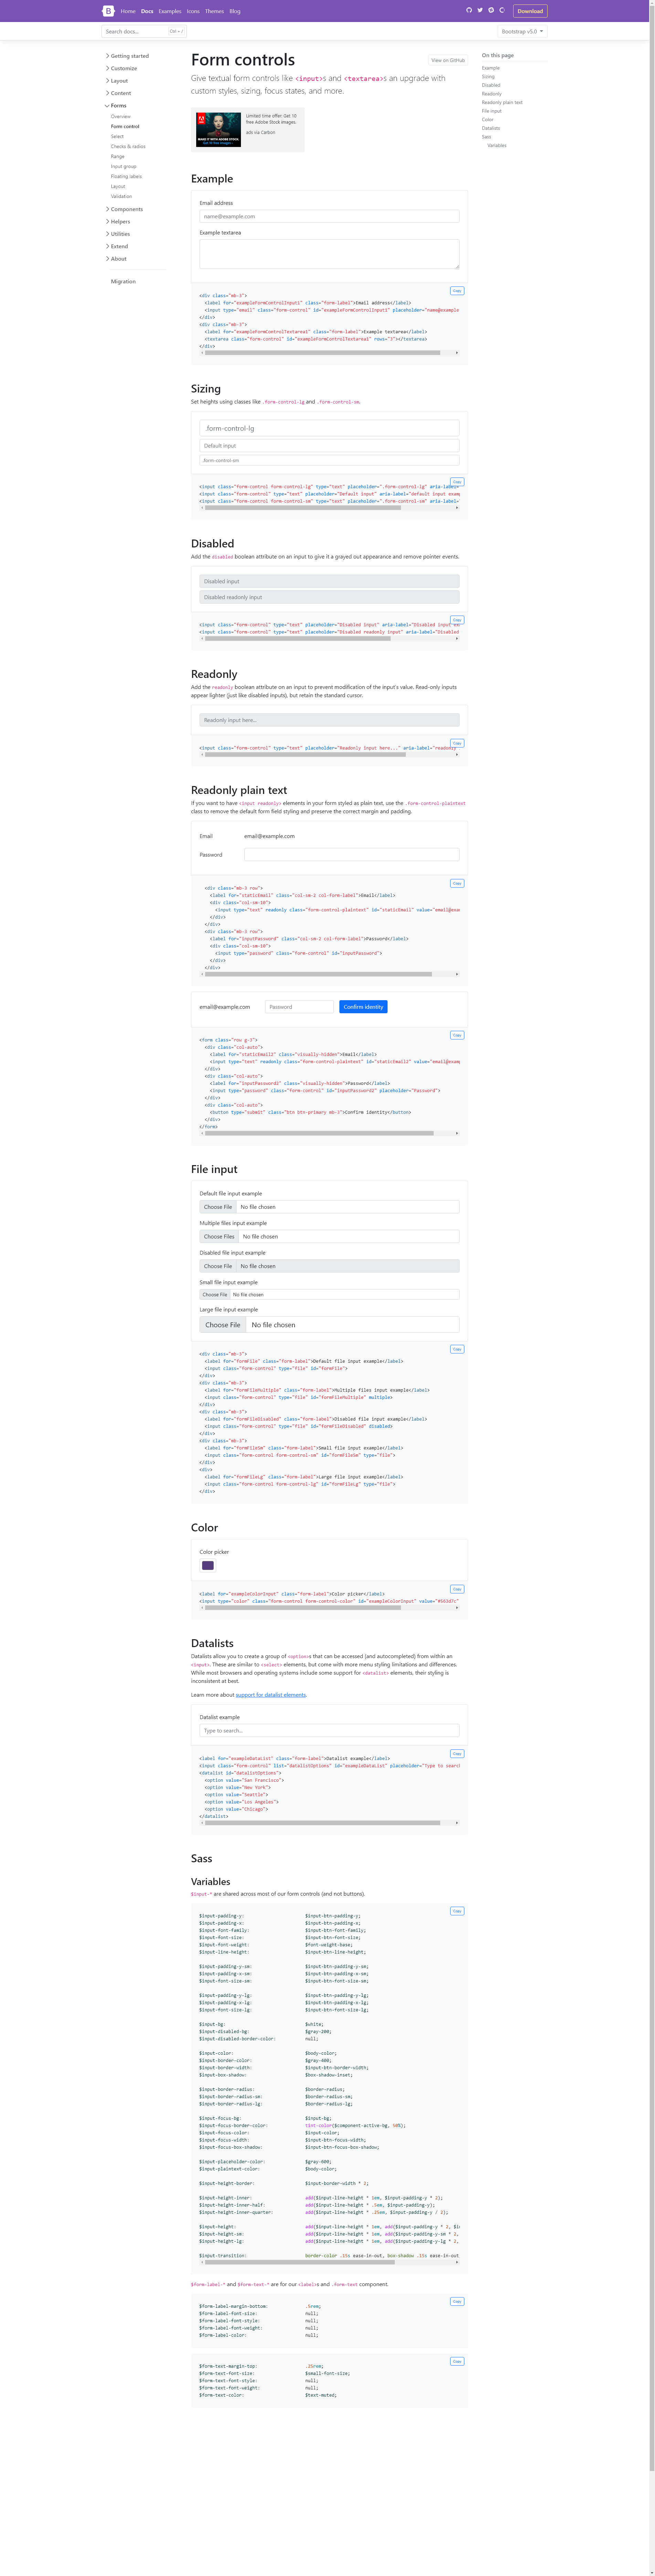 Home Docs Examples Icons Themes Blog
Download
Search docs...
Ctrl + /
Bootstrap v5.0
Getting started
Customize
Layout
Content
Forms
Overview
Form control
Select
Checks & radios
Range
Input group
Floating labels
Layout
Validation
Components
Helpers
Utilities
Extend
About
Migration
Form controls
View on GitHub
Give textual form controls like <input>s and <textarea>s an upgrade with
custom styles, sizing, focus states, and more.
Limited time offer: Get 10
free Adobe Stock images.
ads via Carbon
On this page
Example
Sizing
Disabled
Readonly
Readonly plain text
File input
Color
Datalists
Sass
Variables
Example
Email address
name@example.com
Example textarea
Copy
<div class="mb-3">
<label for="exampleFormControlInput1" class="form-label">Email address</label>
<input type="email" class="form-control" id="exampleFormControlInput1" placeholder="name@example
</div>
<div class="mb-3">
<label for="exampleFormControlTextarea1" class="form-label">Example textarea</label>
<textarea class="form-control" id="exampleFormControlTextarea1" rows="3"></textarea>
</div>
Sizing
Set heights using classes like .form-control-lg and .form-control-sm.
.form-control-lg
Default input
.form-control-sm
Copy
<input class="form-control form-control-lg" type="text" placeholder=".form-control-lg" aria-label=
<input class="form-control" type="text" placeholder="Default input" aria-label="default input exam
<input class="form-control form-control-sm" type="text" placeholder=".form-control-sm" aria-label=
Disabled
Add the disabled boolean attribute on an input to give it a grayed out appearance and remove pointer events.
Disabled input
Disabled readonly input
Copy
<input class="form-control" type="text" placeholder="Disabled input" aria-label="Disabled input ex
<input class="form-control" type="text" placeholder="Disabled readonly input" aria-label="Disabled
Readonly
Add the readonly boolean attribute on an input to prevent modification of the input's value. Read-only inputs
appear lighter (just like disabled inputs), but retain the standard cursor.
Readonly input here...
Copy
<input class="form-control" type="text" placeholder="Readonly input here..." aria-label="readonly
Readonly plain text
If you want to have <input readonly> elements in your form styled as plain text, use the .form-control-plaintext
class to remove the default form field styling and preserve the correct margin and padding.
Email email@example.com
Password
Copy
<div class="mb-3 row">
<label for="staticEmail" class="col-sm-2 col-form-label">Email</label>
<div class="col-sm-10">
<input type="text" readonly class="form-control-plaintext" id="staticEmail" value="email@exam
</div>
</div>
<div class="mb-3 row">
<label for="inputPassword" class="col-sm-2 col-form-label">Password</label>
<div class="col-sm-10">
<input type="password" class="form-control" id="inputPassword">
</div>
</div>
email@example.com Password Confirm identity
Copy
<form class="row g-3">
<div class="col-auto">
<label for="staticEmail2" class="visually-hidden">Email</label>
<input type="text" readonly class="form-control-plaintext" id="staticEmail2" value="email@exam
</div>
<div class="col-auto">
<label for="inputPassword2" class="visually-hidden">Password</label>
<input type="password" class="form-control" id="inputPassword2" placeholder="Password">
</div>
<div class="col-auto">
<button type="submit" class="btn btn-primary mb-3">Confirm identity</button>
</div>
</form>
File input
Default file input example
Choose File No file chosen
Multiple files input example
Choose Files No file chosen
Disabled file input example
Choose File No file chosen
Small file input example
Choose File No file chosen
Large file input example
Choose File No file chosen
Copy
<div class="mb-3">
<label for="formFile" class="form-label">Default file input example</label>
<input class="form-control" type="file" id="formFile">
</div>
<div class="mb-3">
<label for="formFileMultiple" class="form-label">Multiple files input example</label>
<input class="form-control" type="file" id="formFileMultiple" multiple>
</div>
<div class="mb-3">
<label for="formFileDisabled" class="form-label">Disabled file input example</label>
<input class="form-control" type="file" id="formFileDisabled" disabled>
</div>
<div class="mb-3">
<label for="formFileSm" class="form-label">Small file input example</label>
<input class="form-control form-control-sm" id="formFileSm" type="file">
</div>
<div>
<label for="formFileLg" class="form-label">Large file input example</label>
<input class="form-control form-control-lg" id="formFileLg" type="file">
</div>
Color
Color picker
Copy
<label for="exampleColorInput" class="form-label">Color picker</label>
<input type="color" class="form-control form-control-color" id="exampleColorInput" value="#563d7c"
Datalists
Datalists allow you to create a group of <option>s that can be accessed (and autocompleted) from within an
<input>. These are similar to <select> elements, but come with more menu styling limitations and differences.
While most browsers and operating systems include some support for <datalist> elements, their styling is
inconsistent at best.
Learn more about support for datalist elements.
Datalist example
Type to search...
Copy
<label for="exampleDataList" class="form-label">Datalist example</label>
<input class="form-control" list="datalistOptions" id="exampleDataList" placeholder="Type to search
<datalist id="datalistOptions">
<option value="San Francisco">
<option value="New York">
<option value="Seattle">
<option value="Los Angeles">
<option value="Chicago">
</datalist>
Sass
Variables
$input-* are shared across most of our form controls (and not buttons).
Copy
$input-padding-y: $input-btn-padding-y;
$input-padding-x: $input-btn-padding-x;
$input-font-family: $input-btn-font-family;
$input-font-size: $input-btn-font-size;
$input-font-weight: $font-weight-base;
$input-line-height: $input-btn-line-height;
$input-padding-y-sm: $input-btn-padding-y-sm;
$input-padding-x-sm: $input-btn-padding-x-sm;
$input-font-size-sm: $input-btn-font-size-sm;
$input-padding-y-lg: $input-btn-padding-y-lg;
$input-padding-x-lg: $input-btn-padding-x-lg;
$input-font-size-lg: $input-btn-font-size-lg;
$input-bg: $white;
$input-disabled-bg: $gray-200;
$input-disabled-border-color: null;
$input-color: $body-color;
$input-border-color: $gray-400;
$input-border-width: $input-btn-border-width;
$input-box-shadow: $box-shadow-inset;
$input-border-radius: $border-radius;
$input-border-radius-sm: $border-radius-sm;
$input-border-radius-lg: $border-radius-lg;
$input-focus-bg: $input-bg;
$input-focus-border-color: tint-color($component-active-bg, 50%);
$input-focus-color: $input-color;
$input-focus-width: $input-btn-focus-width;
$input-focus-box-shadow: $input-btn-focus-box-shadow;
$input-placeholder-color: $gray-600;
$input-plaintext-color: $body-color;
$input-height-border: $input-border-width * 2;
$input-height-inner: add($input-line-height * 1em, $input-padding-y * 2);
$input-height-inner-half: add($input-line-height * .5em, $input-padding-y);
$input-height-inner-quarter: add($input-line-height * .25em, $input-padding-y / 2);
$input-height: add($input-line-height * 1em, add($input-padding-y * 2, $i
$input-height-sm: add($input-line-height * 1em, add($input-padding-y-sm * 2,
$input-height-lg: add($input-line-height * 1em, add($input-padding-y-lg * 2,
$input-transition: border-color .15s ease-in-out, box-shadow .15s ease-in-out
$form-label-* and $form-text-* are for our <label>s and .form-text component.
Copy
$form-label-margin-bottom: .5rem;
$form-label-font-size: null;
$form-label-font-style: null;
$form-label-font-weight: null;
$form-label-color: null;
Copy
$form-text-margin-top: .25rem;
$form-text-font-size: $small-font-size;
$form-text-font-style: null;
$form-text-font-weight: null;
$form-text-color: $text-muted;